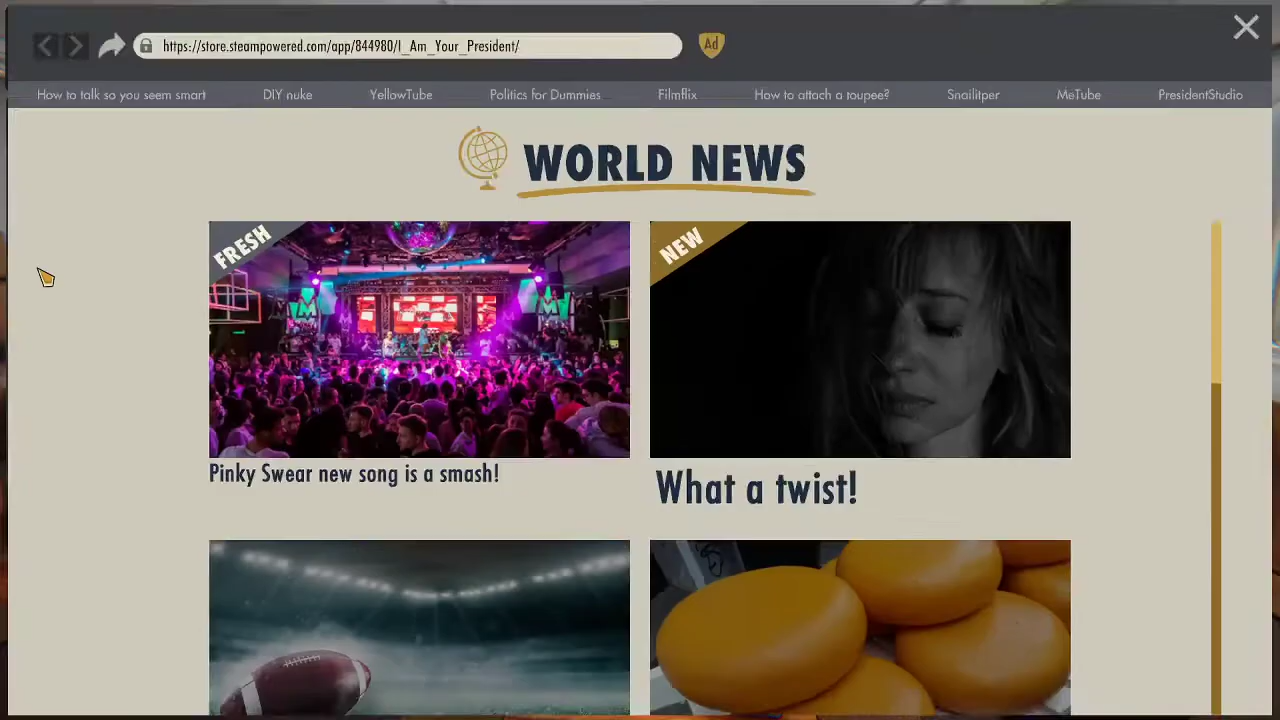 https://store.steampowered.com/app/844980/I_Am_Your_President/
Ad
How to talk so you seem smart
DIY nuke
YellowTube
Politics for Dummies
Filmflix
How to attach a toupee?
Snailitper
MeTube
PresidentStudio
WORLD NEWS
FRESH
NEW
Pinky Swear new song is a smash!
What a twist!